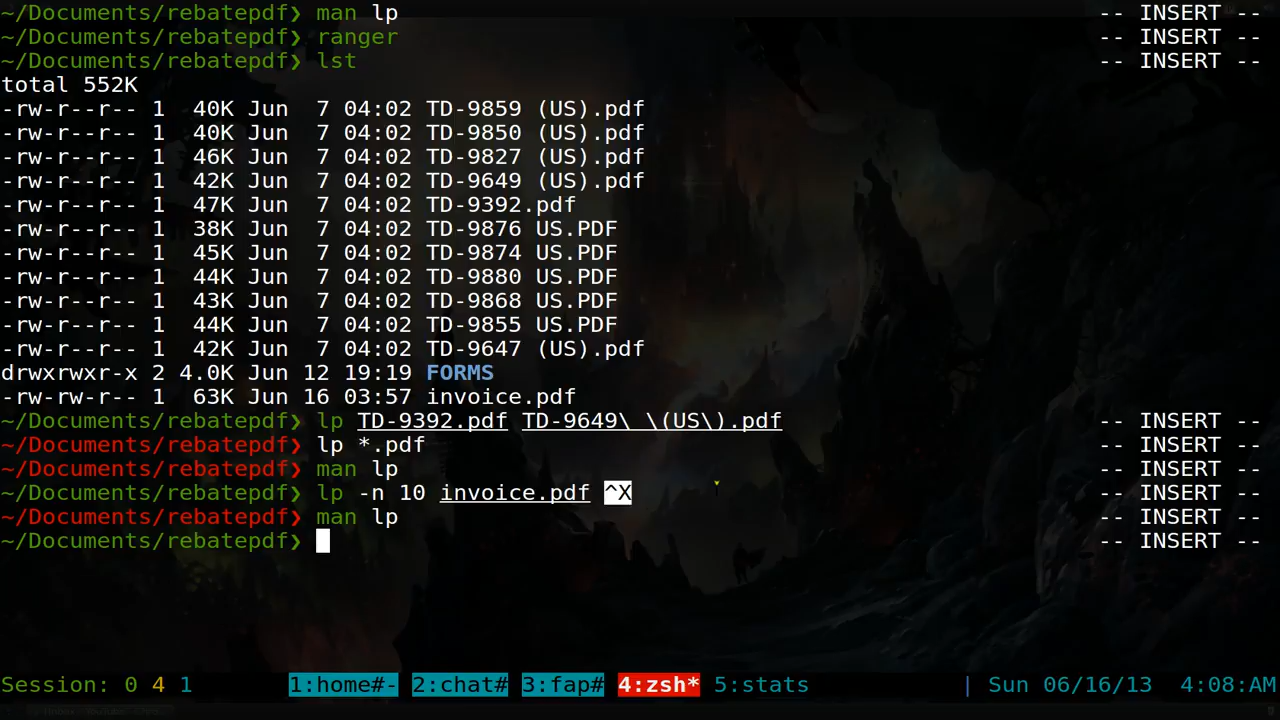 ~/Documents/rebatepdf❯ man lp -- INSERT --
~/Documents/rebatepdf❯ ranger -- INSERT --
~/Documents/rebatepdf❯ lst -- INSERT --
total 552K
-rw-r--r-- 1  40K Jun  7 04:02 TD-9859 (US).pdf
-rw-r--r-- 1  40K Jun  7 04:02 TD-9850 (US).pdf
-rw-r--r-- 1  46K Jun  7 04:02 TD-9827 (US).pdf
-rw-r--r-- 1  42K Jun  7 04:02 TD-9649 (US).pdf
-rw-r--r-- 1  47K Jun  7 04:02 TD-9392.pdf
-rw-r--r-- 1  38K Jun  7 04:02 TD-9876 US.PDF
-rw-r--r-- 1  45K Jun  7 04:02 TD-9874 US.PDF
-rw-r--r-- 1  44K Jun  7 04:02 TD-9880 US.PDF
-rw-r--r-- 1  43K Jun  7 04:02 TD-9868 US.PDF
-rw-r--r-- 1  44K Jun  7 04:02 TD-9855 US.PDF
-rw-r--r-- 1  42K Jun  7 04:02 TD-9647 (US).pdf
drwxrwxr-x 2 4.0K Jun 12 19:19 FORMS
-rw-rw-r-- 1  63K Jun 16 03:57 invoice.pdf
~/Documents/rebatepdf❯ lp TD-9392.pdf TD-9649\ \(US\).pdf -- INSERT --
~/Documents/rebatepdf❯ lp *.pdf -- INSERT --
~/Documents/rebatepdf❯ man lp -- INSERT --
~/Documents/rebatepdf❯ lp -n 10 invoice.pdf ^X -- INSERT --
~/Documents/rebatepdf❯ man lp -- INSERT --
~/Documents/rebatepdf❯ -- INSERT --
Session: 0 4 1 1:home#- 2:chat# 3:fap# 4:zsh* 5:stats | Sun 06/16/13 4:08:AM